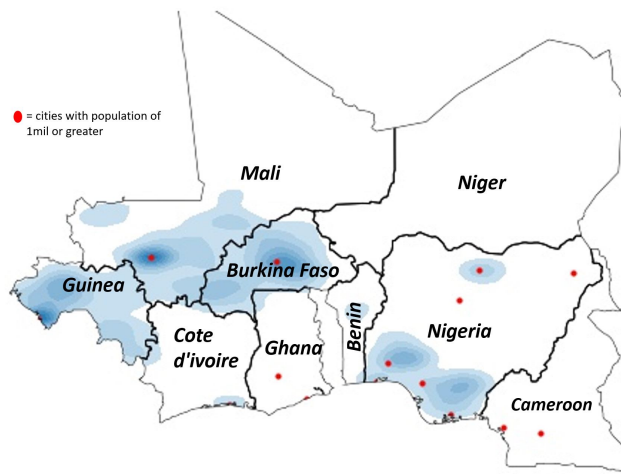 = cities with population of
1mil or greater
Mali
Niger
Burkina Faso
Guinea
Cote
d'ivoire
Ghana
Benin
Nigeria
Cameroon